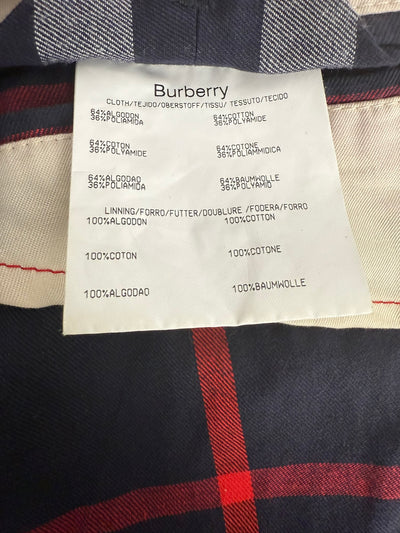 Burberry
CLOTH/TEJIDO/OBERSTOFF/TISSU/TESSUTO/TECIDO
64%ALGODON 64%COTTON
36%POLIAMIDA 36%POLYAMIDE
64%COTON 64%COTONE
36%POLYAMIDE 36%POLIAMMIDICA
64%ALGODAO 64%BAUMWOLLE
36%POLIAMIDA 36%POLYAMID
LINNING/FORRO/FUTTER/DOUBLURE /FODERA/FORRO
100%ALGODON 100%COTTON
100%COTON 100%COTONE
100%ALGODAO 100%BAUMWOLLE